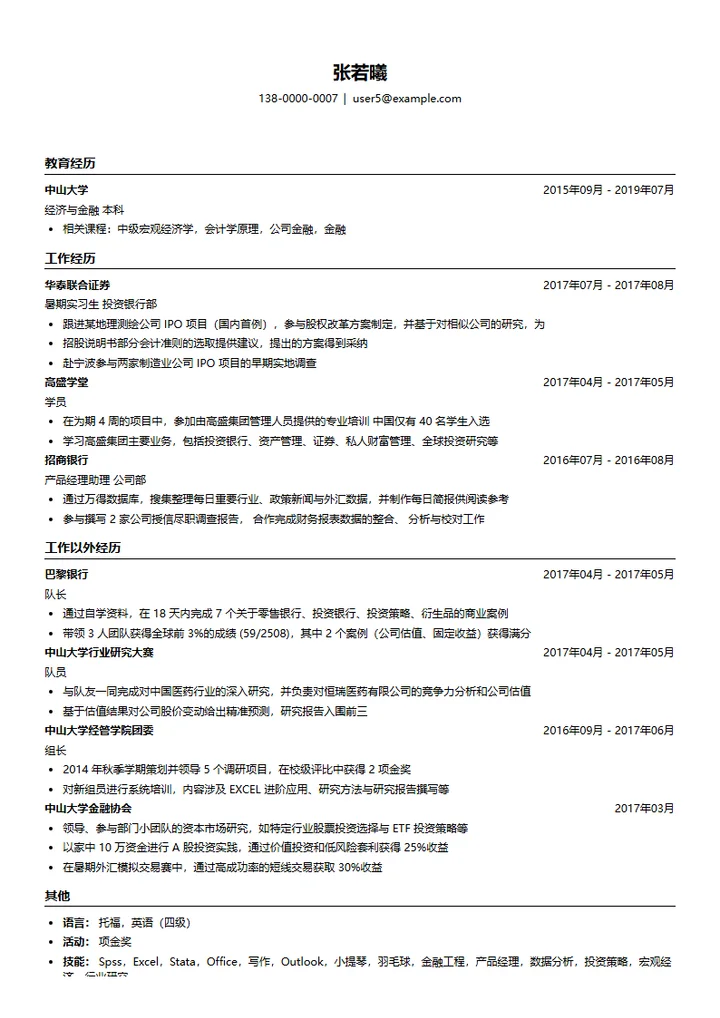 张若曦
138-0000-0007 | user5@example.com
教育经历
中山大学 2015年09月 - 2019年07月
经济与金融 本科
• 相关课程：中级宏观经济学，会计学原理，公司金融，金融
工作经历
华泰联合证券 2017年07月 - 2017年08月
暑期实习生 投资银行部
• 跟进某地理测绘公司 IPO 项目（国内首例），参与股权改革方案制定，并基于对相似公司的研究，为
• 招股说明书部分会计准则的选取提供建议，提出的方案得到采纳
• 赴宁波参与两家制造业公司 IPO 项目的早期实地调查
高盛学堂 2017年04月 - 2017年05月
学员
• 在为期 4 周的项目中，参加由高盛集团管理人员提供的专业培训 中国仅有 40 名学生入选
• 学习高盛集团主要业务，包括投资银行、资产管理、证券、私人财富管理、全球投资研究等
招商银行 2016年07月 - 2016年08月
产品经理助理 公司部
• 通过万得数据库，搜集整理每日重要行业、政策新闻与外汇数据，并制作每日简报供阅读参考
• 参与撰写 2 家公司授信尽职调查报告， 合作完成财务报表数据的整合、 分析与校对工作
工作以外经历
巴黎银行 2017年04月 - 2017年05月
队长
• 通过自学资料，在 18 天内完成 7 个关于零售银行、投资银行、投资策略、衍生品的商业案例
• 带领 3 人团队获得全球前 3%的成绩 (59/2508)，其中 2 个案例（公司估值、固定收益）获得满分
中山大学行业研究大赛 2017年04月 - 2017年05月
队员
• 与队友一同完成对中国医药行业的深入研究，并负责对恒瑞医药有限公司的竞争力分析和公司估值
• 基于估值结果对公司股价变动给出精准预测，研究报告入围前三
中山大学经管学院团委 2016年09月 - 2017年06月
组长
• 2014 年秋季学期策划并领导 5 个调研项目，在校级评比中获得 2 项金奖
• 对新组员进行系统培训，内容涉及 EXCEL 进阶应用、研究方法与研究报告撰写等
中山大学金融协会 2017年03月
• 领导、参与部门小团队的资本市场研究，如特定行业股票投资选择与 ETF 投资策略等
• 以家中 10 万资金进行 A 股投资实践，通过价值投资和低风险套利获得 25%收益
• 在暑期外汇模拟交易赛中，通过高成功率的短线交易获取 30%收益
其他
• 语言： 托福，英语（四级）
• 活动： 项金奖
• 技能： Spss，Excel，Stata，Office，写作，Outlook，小提琴，羽毛球，金融工程，产品经理，数据分析，投资策略，宏观经
济，行业研究